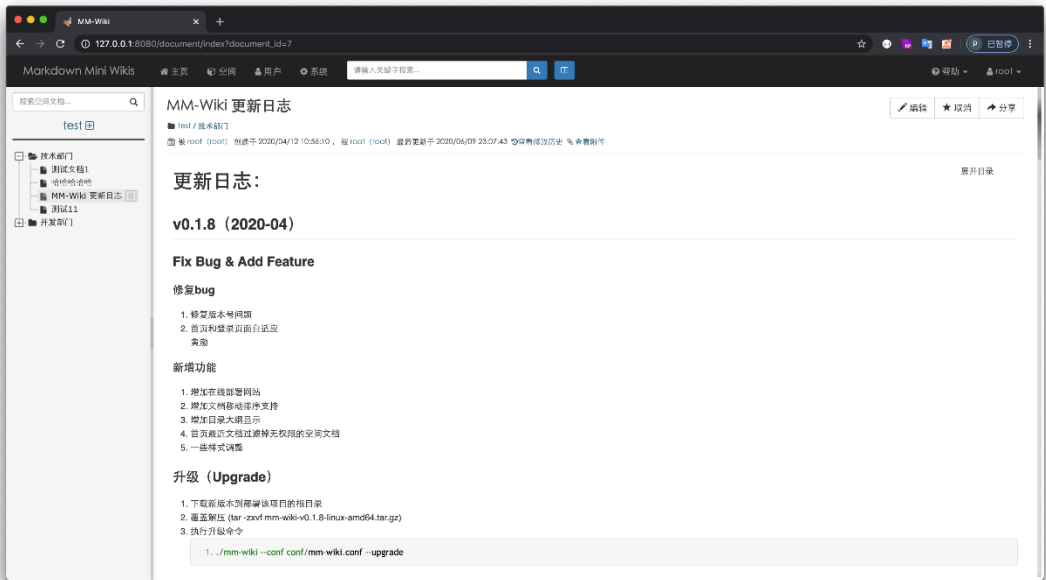 MM-Wiki
127.0.0.1:8080/document/index?document_id=7
P 已暂停
Markdown Mini Wikis 主页 空间 用户 系统 请输入关键字搜索... 帮助 root
搜索空间文档...
test
技术部门
测试文档1
哈哈哈哈哈
MM-Wiki 更新日志
测试11
开发部门
MM-Wiki 更新日志
编辑 取消 分享
test / 技术部门
被 root（root） 创建于 2020/04/12 10:56:10 ， 被 root（root） 最后更新于 2020/06/09 23:07:43 查看修改历史 查看附件
展开目录
更新日志：
v0.1.8（2020-04）
Fix Bug & Add Feature
修复bug
1. 修复版本号问题
2. 首页和登录页面自适应
黄渤
新增功能
1. 增加在线部署网站
2. 增加文档移动排序支持
3. 增加目录大纲显示
4. 首页最近文档过滤掉无权限的空间文档
5. 一些样式调整
升级（Upgrade）
1. 下载新版本到部署该项目的根目录
2. 覆盖解压 (tar -zxvf mm-wiki-v0.1.8-linux-amd64.tar.gz)
3. 执行升级命令
1. ./mm-wiki --conf conf/mm-wiki.conf --upgrade